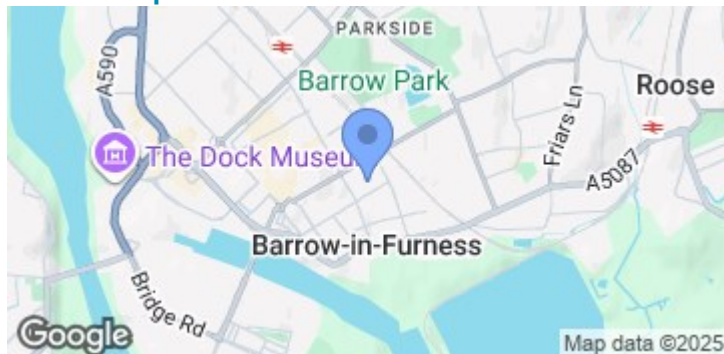 PARKSIDE
A590
Barrow Park
Roose
Friars Ln
The Dock Museum
A5087
Barrow-in-Furness
Bridge Rd
Google
Map data ©2025